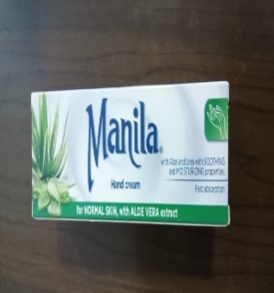 Manila®
Hand cream
with Aloe and Urea with SOOTHING
and MOISTURIZING properties.
Fast absorption
for NORMAL SKIN, with ALOE VERA extract